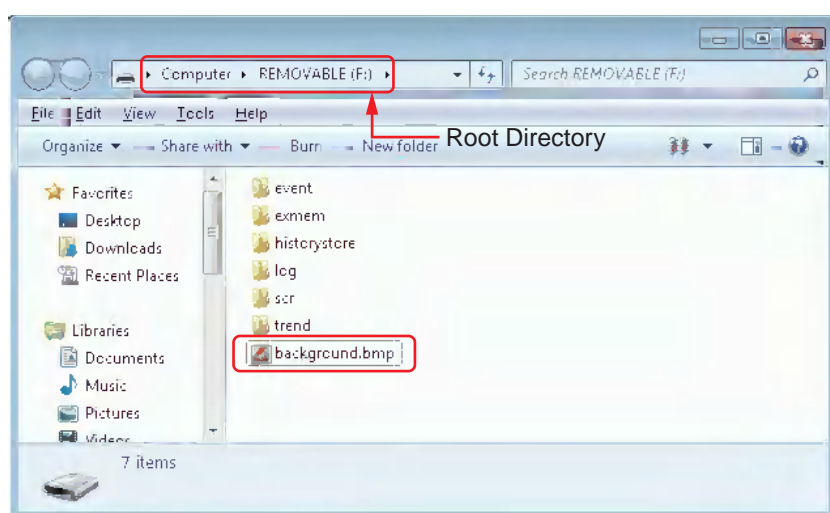 Computer ▸ REMOVABLE (F:) ▸ Search REMOVABLE (F:)
File Edit View Tools Help
Root Directory
Organize ▾ Share with ▾ Burn New folder
Favorites
Desktop
Downloads
Recent Places
Libraries
Documents
Music
Pictures
Videos
event
exmem
historystore
log
scr
trend
background.bmp
7 items